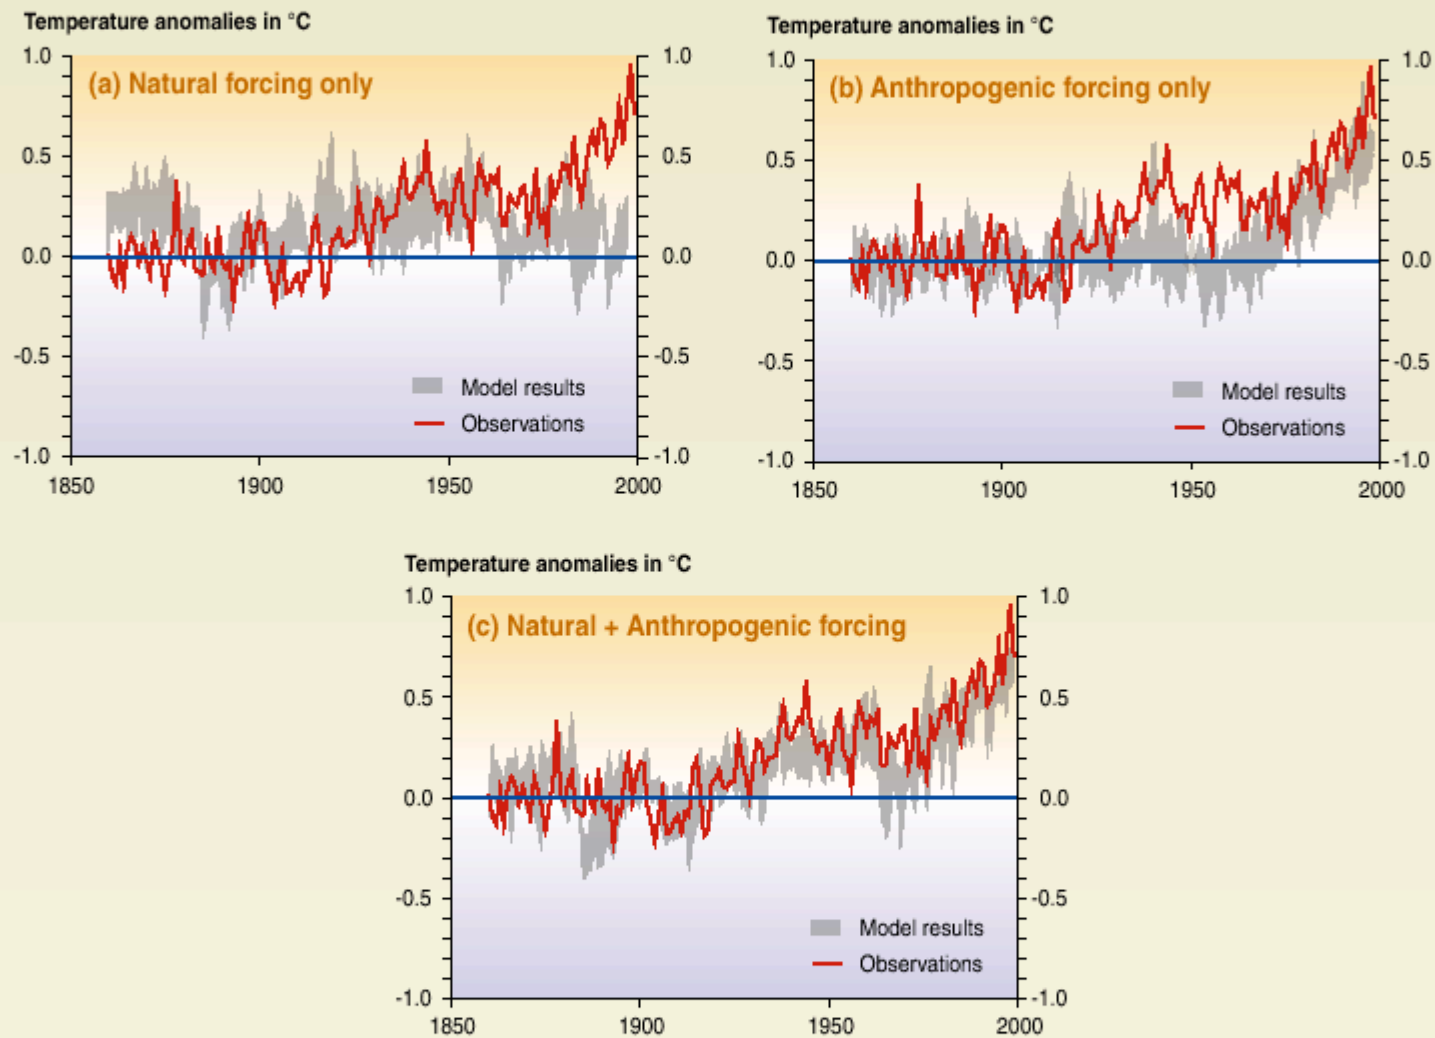 Temperature anomalies in °C
1.0 1.0
(a) Natural forcing only
0.5 0.5
0.0 0.0
-0.5 -0.5
Model results
Observations
-1.0 -1.0
1850 1900 1950 2000
Temperature anomalies in °C
1.0 1.0
(b) Anthropogenic forcing only
0.5 0.5
0.0 0.0
-0.5 -0.5
Model results
Observations
-1.0 -1.0
1850 1900 1950 2000
Temperature anomalies in °C
1.0 1.0
(c) Natural + Anthropogenic forcing
0.5 0.5
0.0 0.0
-0.5 -0.5
Model results
Observations
-1.0 -1.0
1850 1900 1950 2000